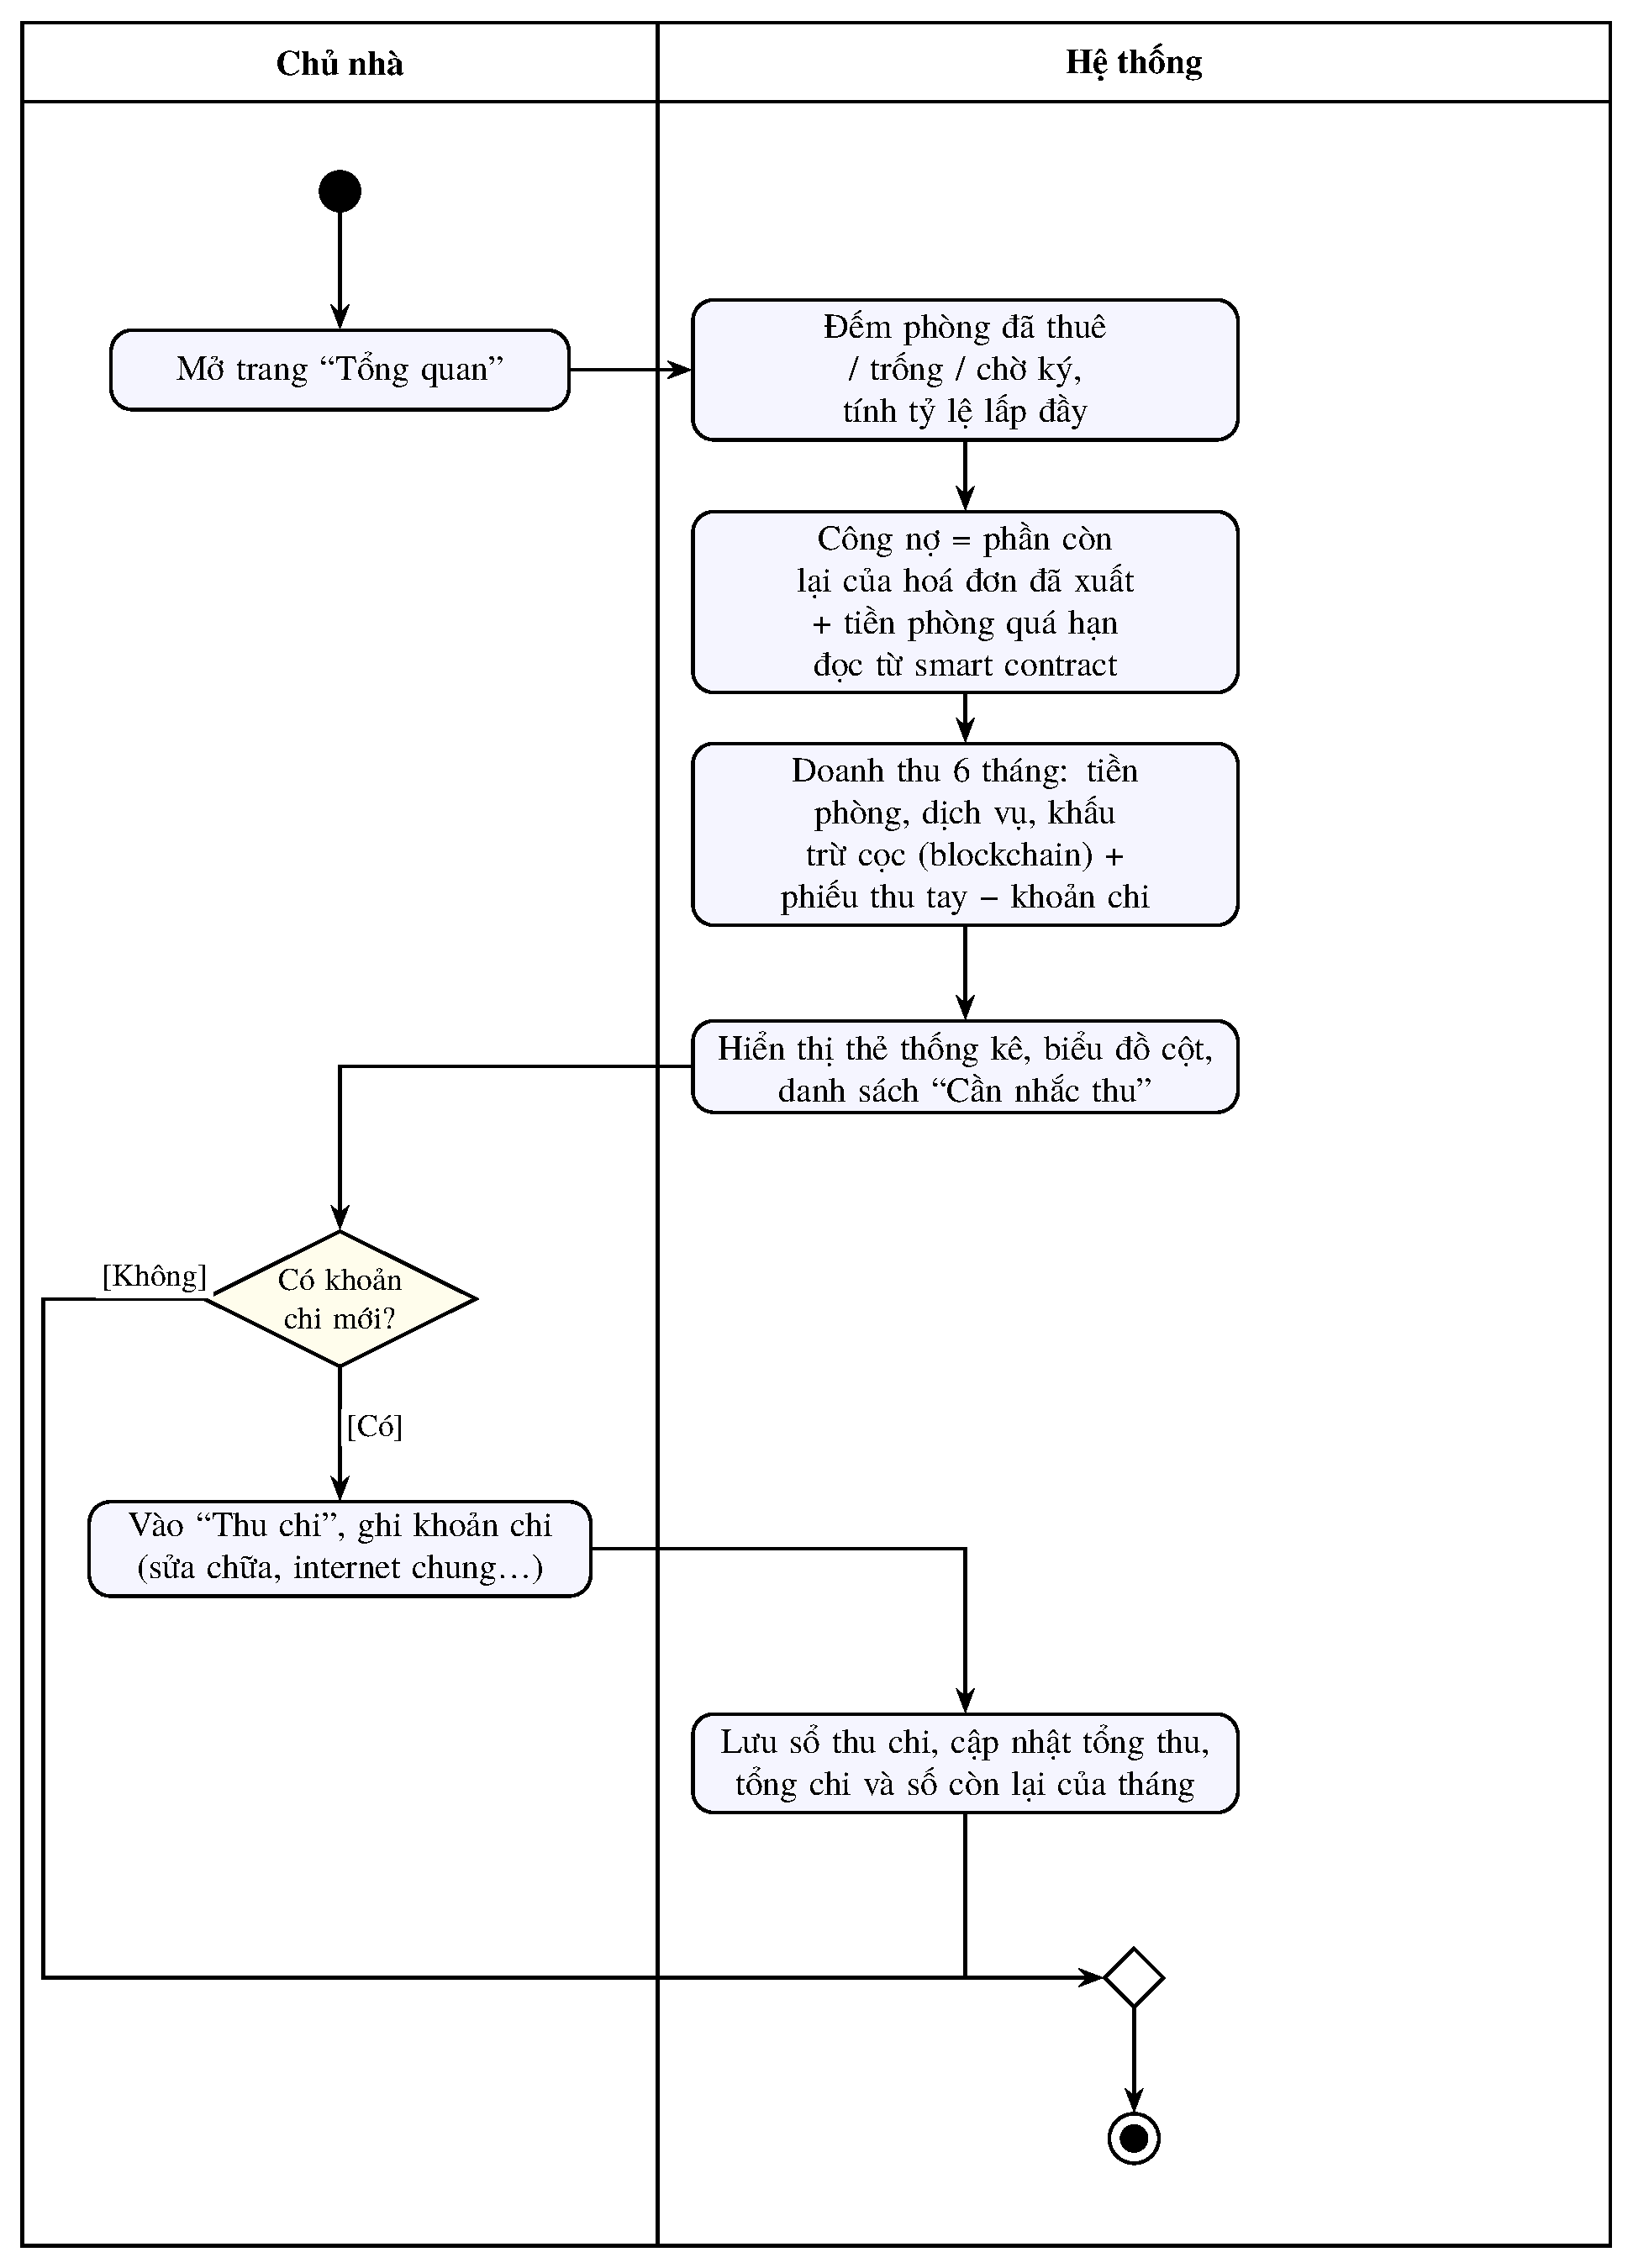 Chủ nhà
Hệ thống
Mở trang “Tổng quan”
Đếm phòng đã thuê
/ trống / chờ ký,
tính tỷ lệ lấp đầy
Công nợ = phần còn
lại của hoá đơn đã xuất
+ tiền phòng quá hạn
đọc từ smart contract
Doanh thu 6 tháng: tiền
phòng, dịch vụ, khấu
trừ cọc (blockchain) +
phiếu thu tay – khoản chi
Hiển thị thẻ thống kê, biểu đồ cột,
danh sách “Cần nhắc thu”
[Không]
Có khoản
chi mới?
[Có]
Vào “Thu chi”, ghi khoản chi
(sửa chữa, internet chung…)
Lưu sổ thu chi, cập nhật tổng thu,
tổng chi và số còn lại của tháng